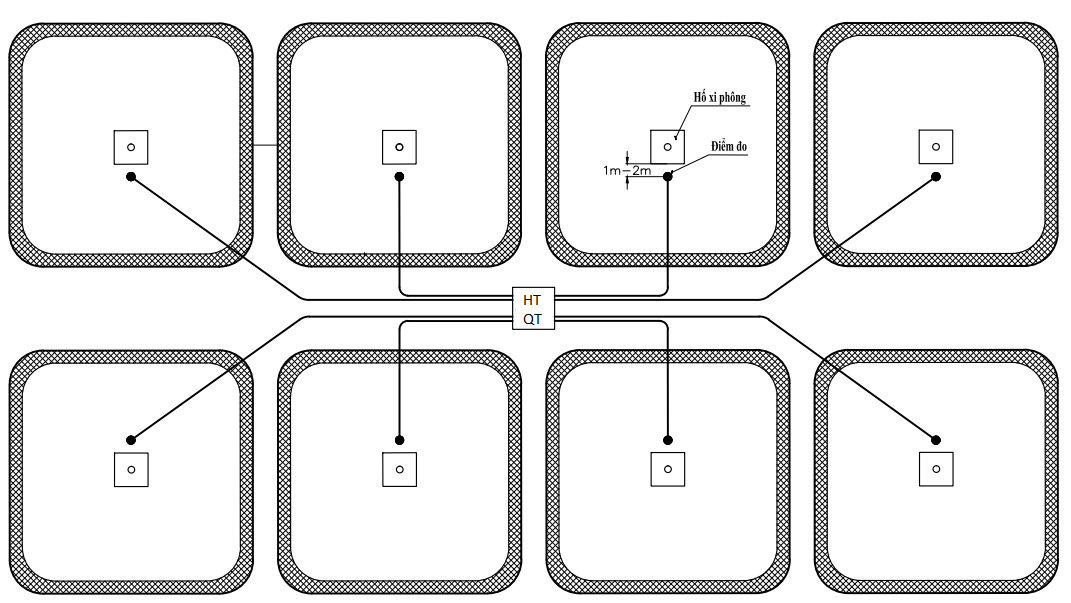 Hố xi phông
Điểm đo
1m-2m
HT
QT